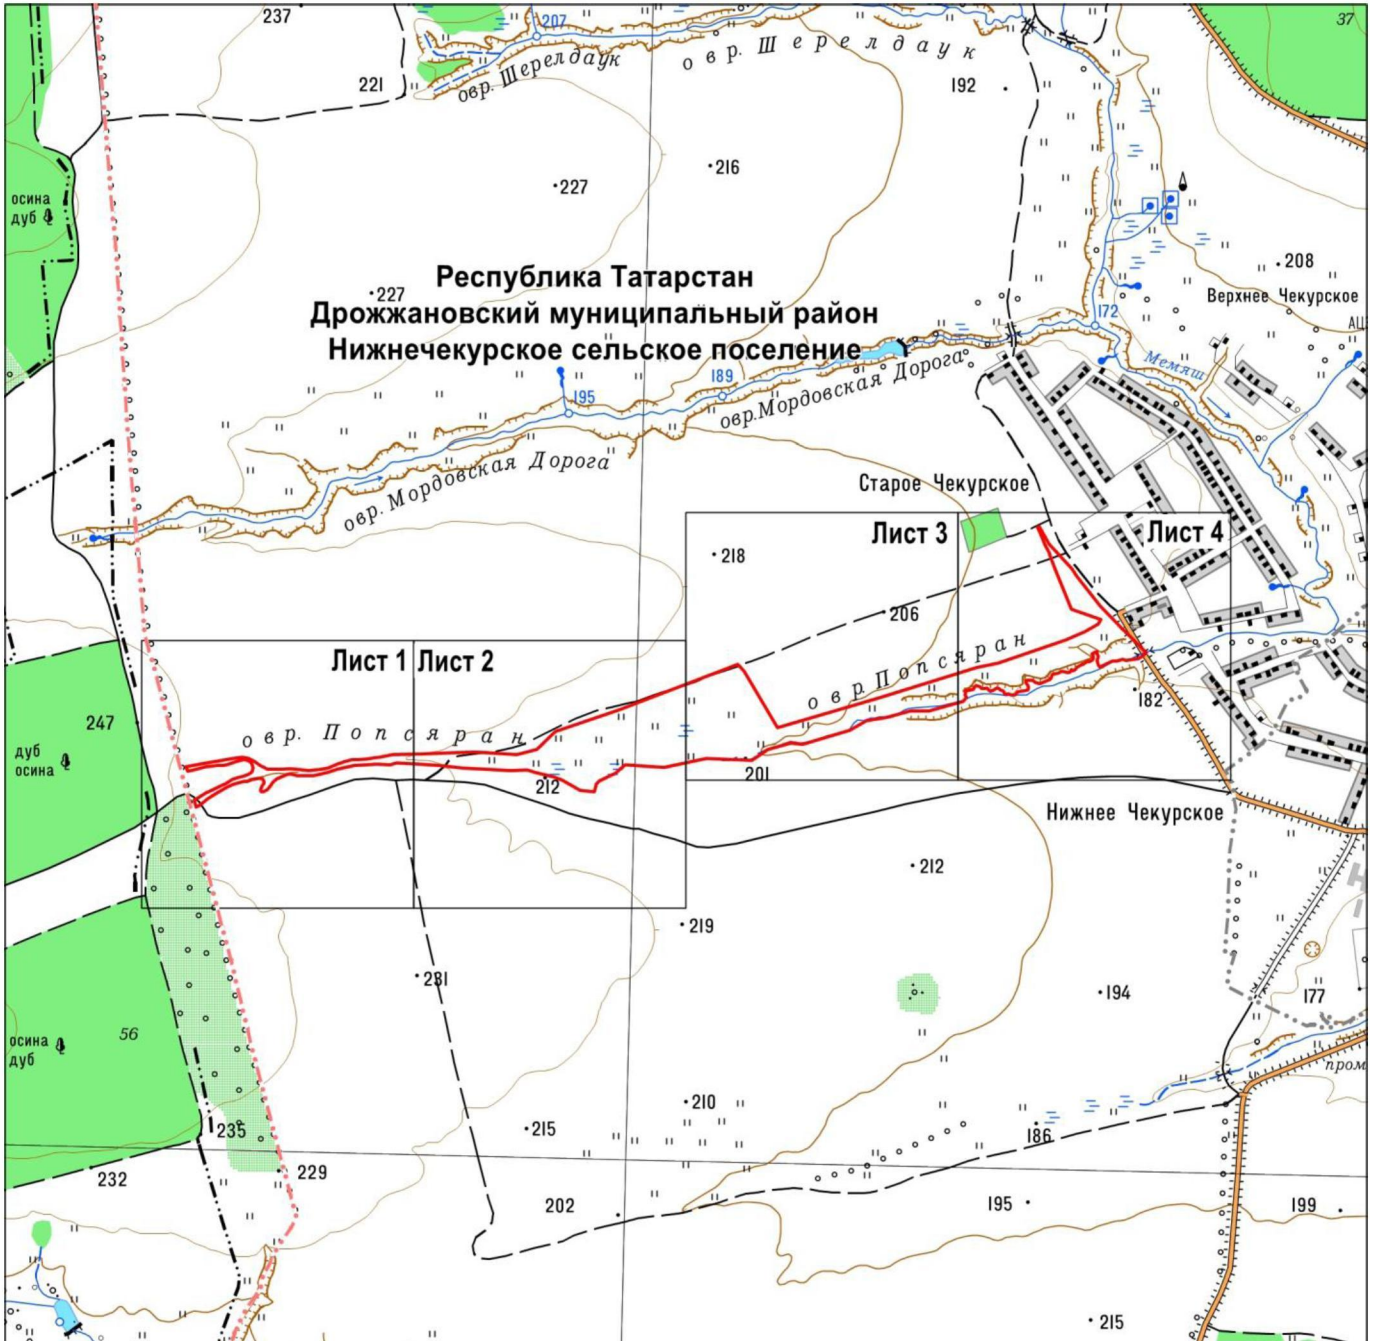 237
207
37
овр. Шерелдаук
овр. Шерелдаук
221
192
216
227
осина
дуб
208
Республика Татарстан
227
Верхнее Чекурское
Дрожжановский муниципальный район
172
АЦ
Нижнечекурское сельское поселение
Мемяш
189
195
овр.Мордовская Дорога
овр. Мордовская Дорога
Старое Чекурское
Лист 3
Лист 4
218
206
овр. Попсяран
Лист 1
Лист 2
182
247
овр. Попсяран
дуб
осина
201
212
Нижнее Чекурское
212
219
231
194
177
56
осина
дуб
пром
210
215
186
235
232
229
202
195
199
215